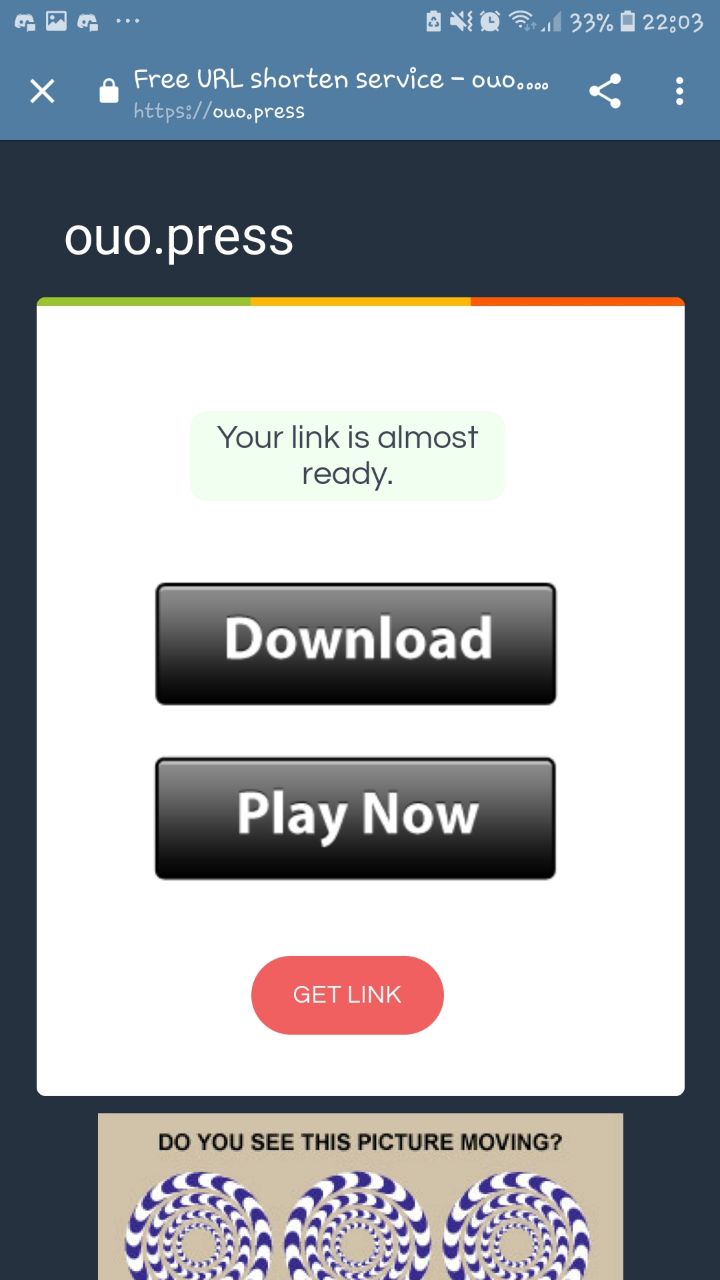 33% 22:03
Free URL shorten service – ouo....
https://ouo.press
ouo.press
Your link is almost
ready.
Download
Play Now
GET LINK
DO YOU SEE THIS PICTURE MOVING?